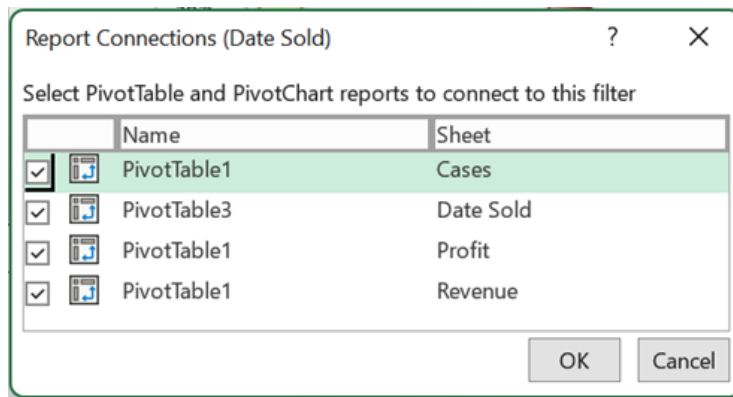 Report Connections (Date Sold) ? X
Select PivotTable and PivotChart reports to connect to this filter
Name Sheet
PivotTable1 Cases
PivotTable3 Date Sold
PivotTable1 Profit
PivotTable1 Revenue
OK Cancel